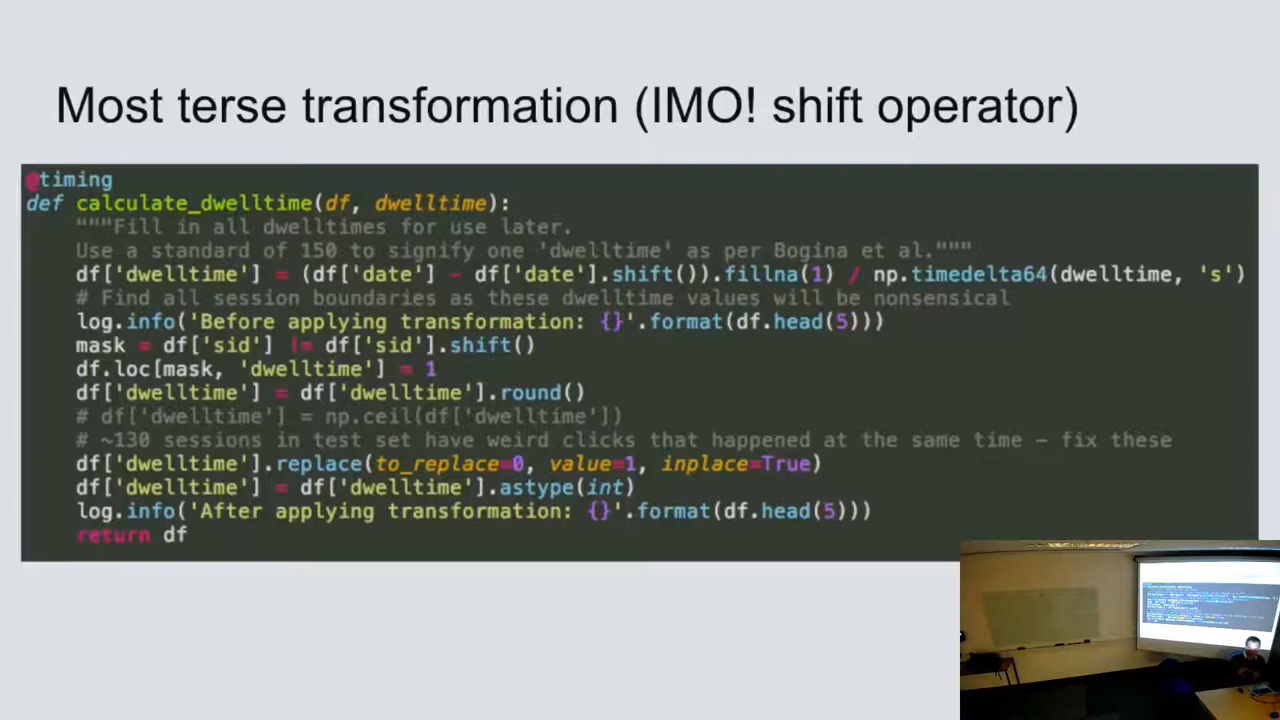 Most terse transformation (IMO! shift operator)
@timing
def calculate_dwelltime(df, dwelltime):
"""Fill in all dwelltimes for use later.
Use a standard of 150 to signify one 'dwelltime' as per Bogina et al."""
df['dwelltime'] = (df['date'] - df['date'].shift()).fillna(1) / np.timedelta64(dwelltime, 's')
# Find all session boundaries as these dwelltime values will be nonsensical
log.info('Before applying transformation: {}'.format(df.head(5)))
mask = df['sid'] != df['sid'].shift()
df.loc[mask, 'dwelltime'] = 1
df['dwelltime'] = df['dwelltime'].round()
# df['dwelltime'] = np.ceil(df['dwelltime'])
# ~130 sessions in test set have weird clicks that happened at the same time - fix these
df['dwelltime'].replace(to_replace=0, value=1, inplace=True)
df['dwelltime'] = df['dwelltime'].astype(int)
log.info('After applying transformation: {}'.format(df.head(5)))
return df